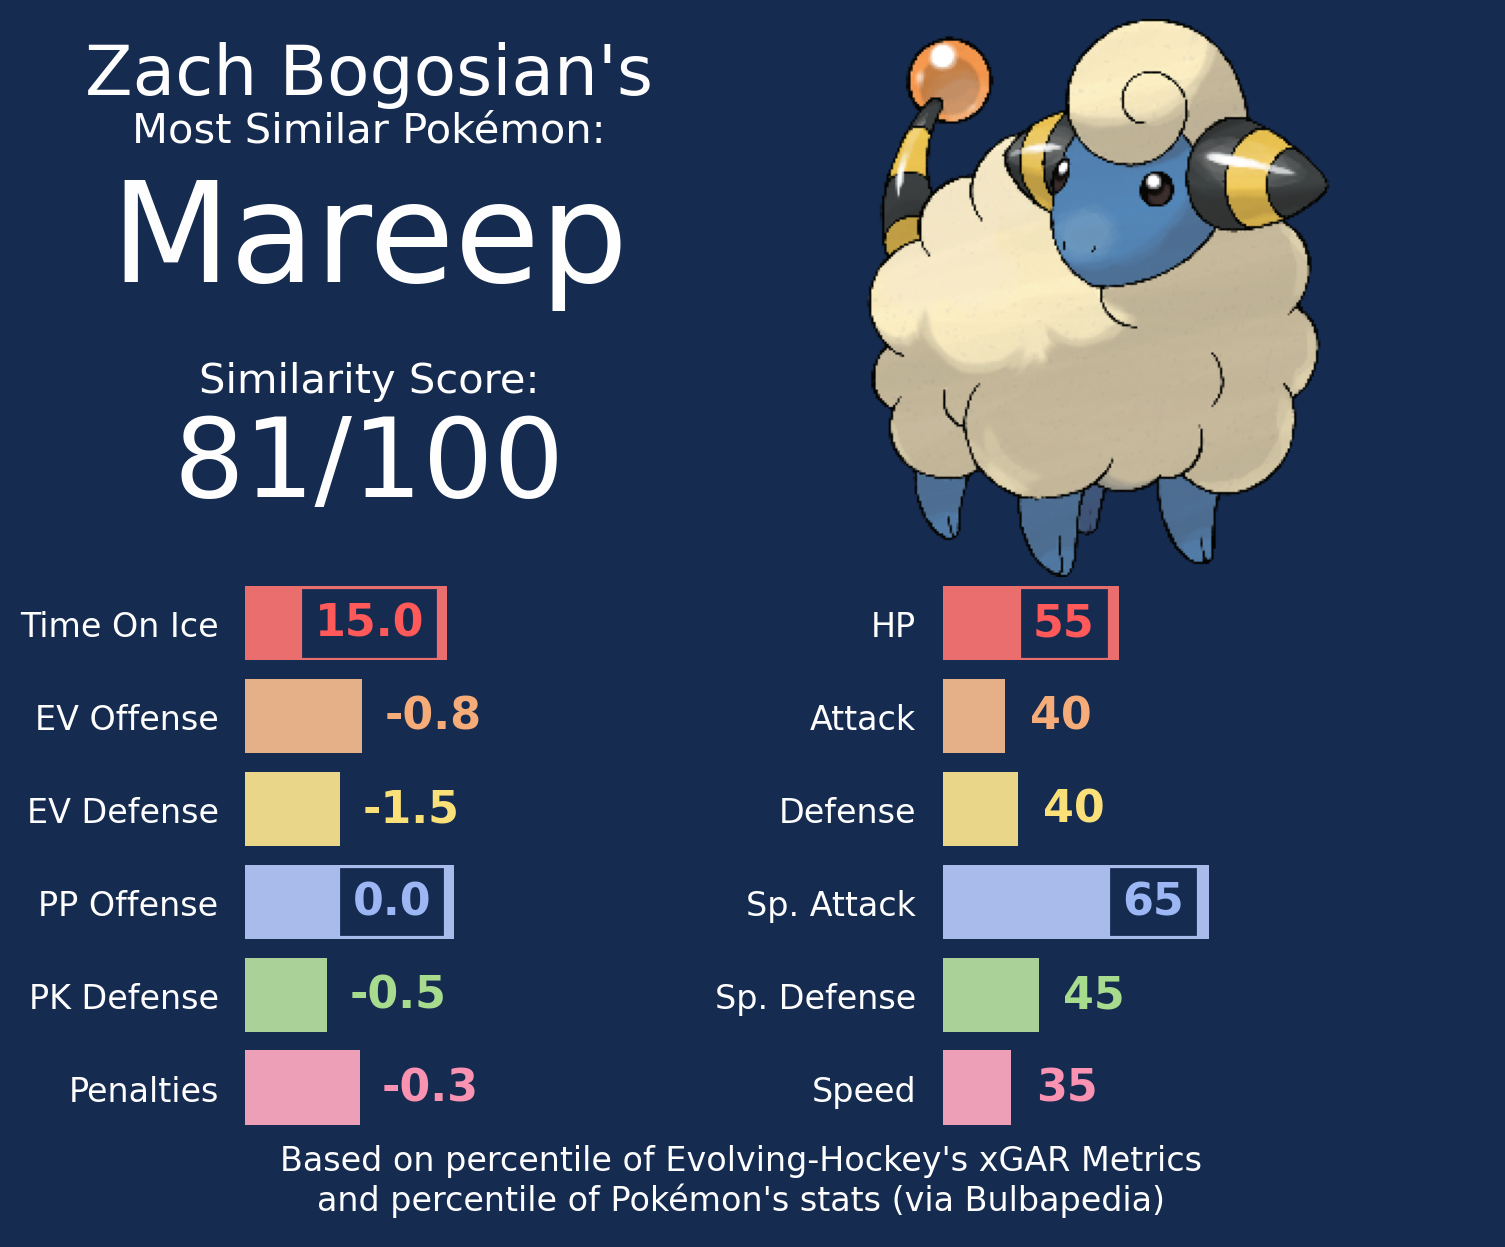 Zach Bogosian's
Most Similar Pokémon:
Mareep
Similarity Score:
81/100
Time On Ice 15.0
EV Offense -0.8
EV Defense -1.5
PP Offense 0.0
PK Defense -0.5
Penalties -0.3
HP 55
Attack 40
Defense 40
Sp. Attack 65
Sp. Defense 45
Speed 35
Based on percentile of Evolving-Hockey's xGAR Metrics
and percentile of Pokémon's stats (via Bulbapedia)